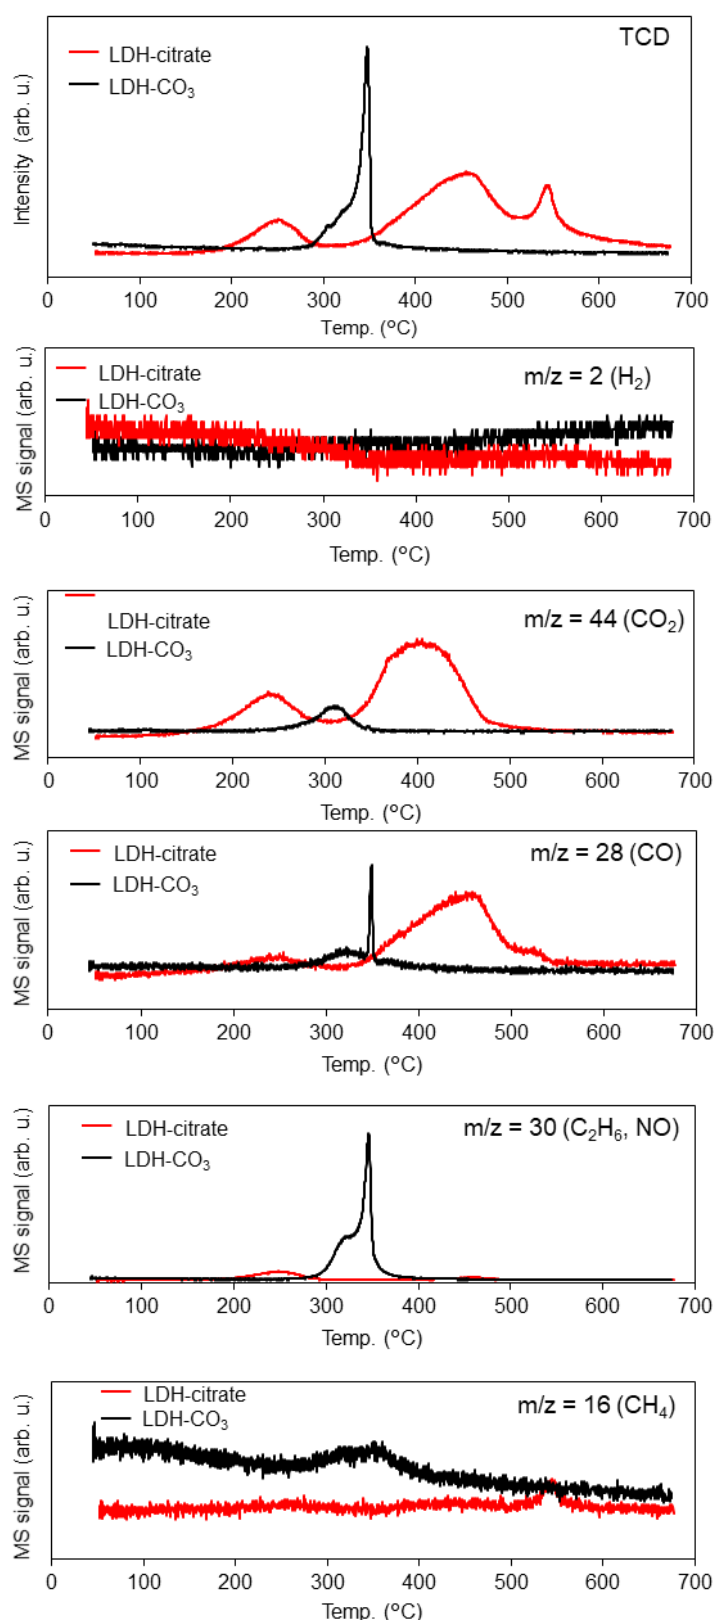 TCD
LDH-citrate
LDH-CO₃
Intensity (arb. u.)
0 100 200 300 400 500 600 700
Temp. (°C)
m/z = 2 (H₂)
LDH-citrate
LDH-CO₃
MS signal (arb. u.)
0 100 200 300 400 500 600 700
Temp. (°C)
m/z = 44 (CO₂)
LDH-citrate
LDH-CO₃
MS signal (arb. u.)
0 100 200 300 400 500 600 700
Temp. (°C)
m/z = 28 (CO)
LDH-citrate
LDH-CO₃
MS signal (arb. u.)
0 100 200 300 400 500 600 700
Temp. (°C)
m/z = 30 (C₂H₆, NO)
LDH-citrate
LDH-CO₃
MS signal (arb. u.)
0 100 200 300 400 500 600 700
Temp. (°C)
m/z = 16 (CH₄)
LDH-citrate
LDH-CO₃
MS signal (arb. u.)
0 100 200 300 400 500 600 700
Temp. (°C)